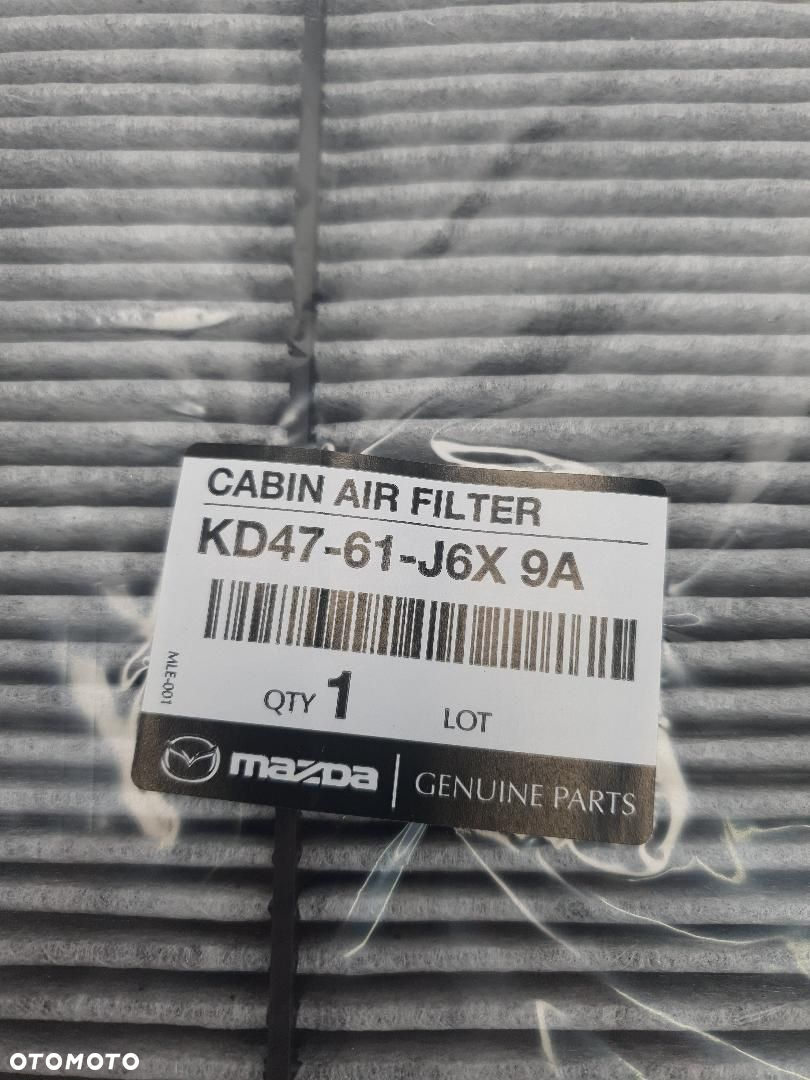 CABIN AIR FILTER
KD47-61-J6X 9A
MLE-001
QTY 1 LOT
mazda GENUINE PARTS
OTOMOTO